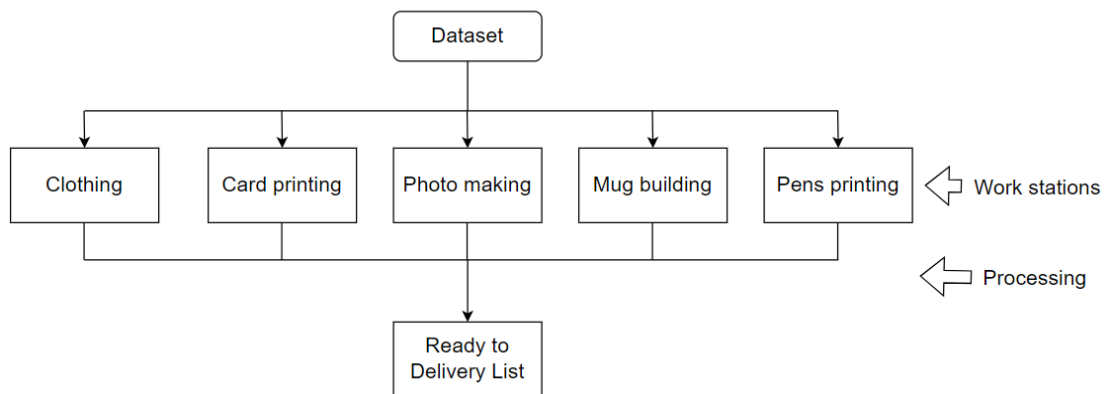 Dataset
Clothing
Card printing
Photo making
Mug building
Pens printing
Work stations
Processing
Ready to
Delivery List